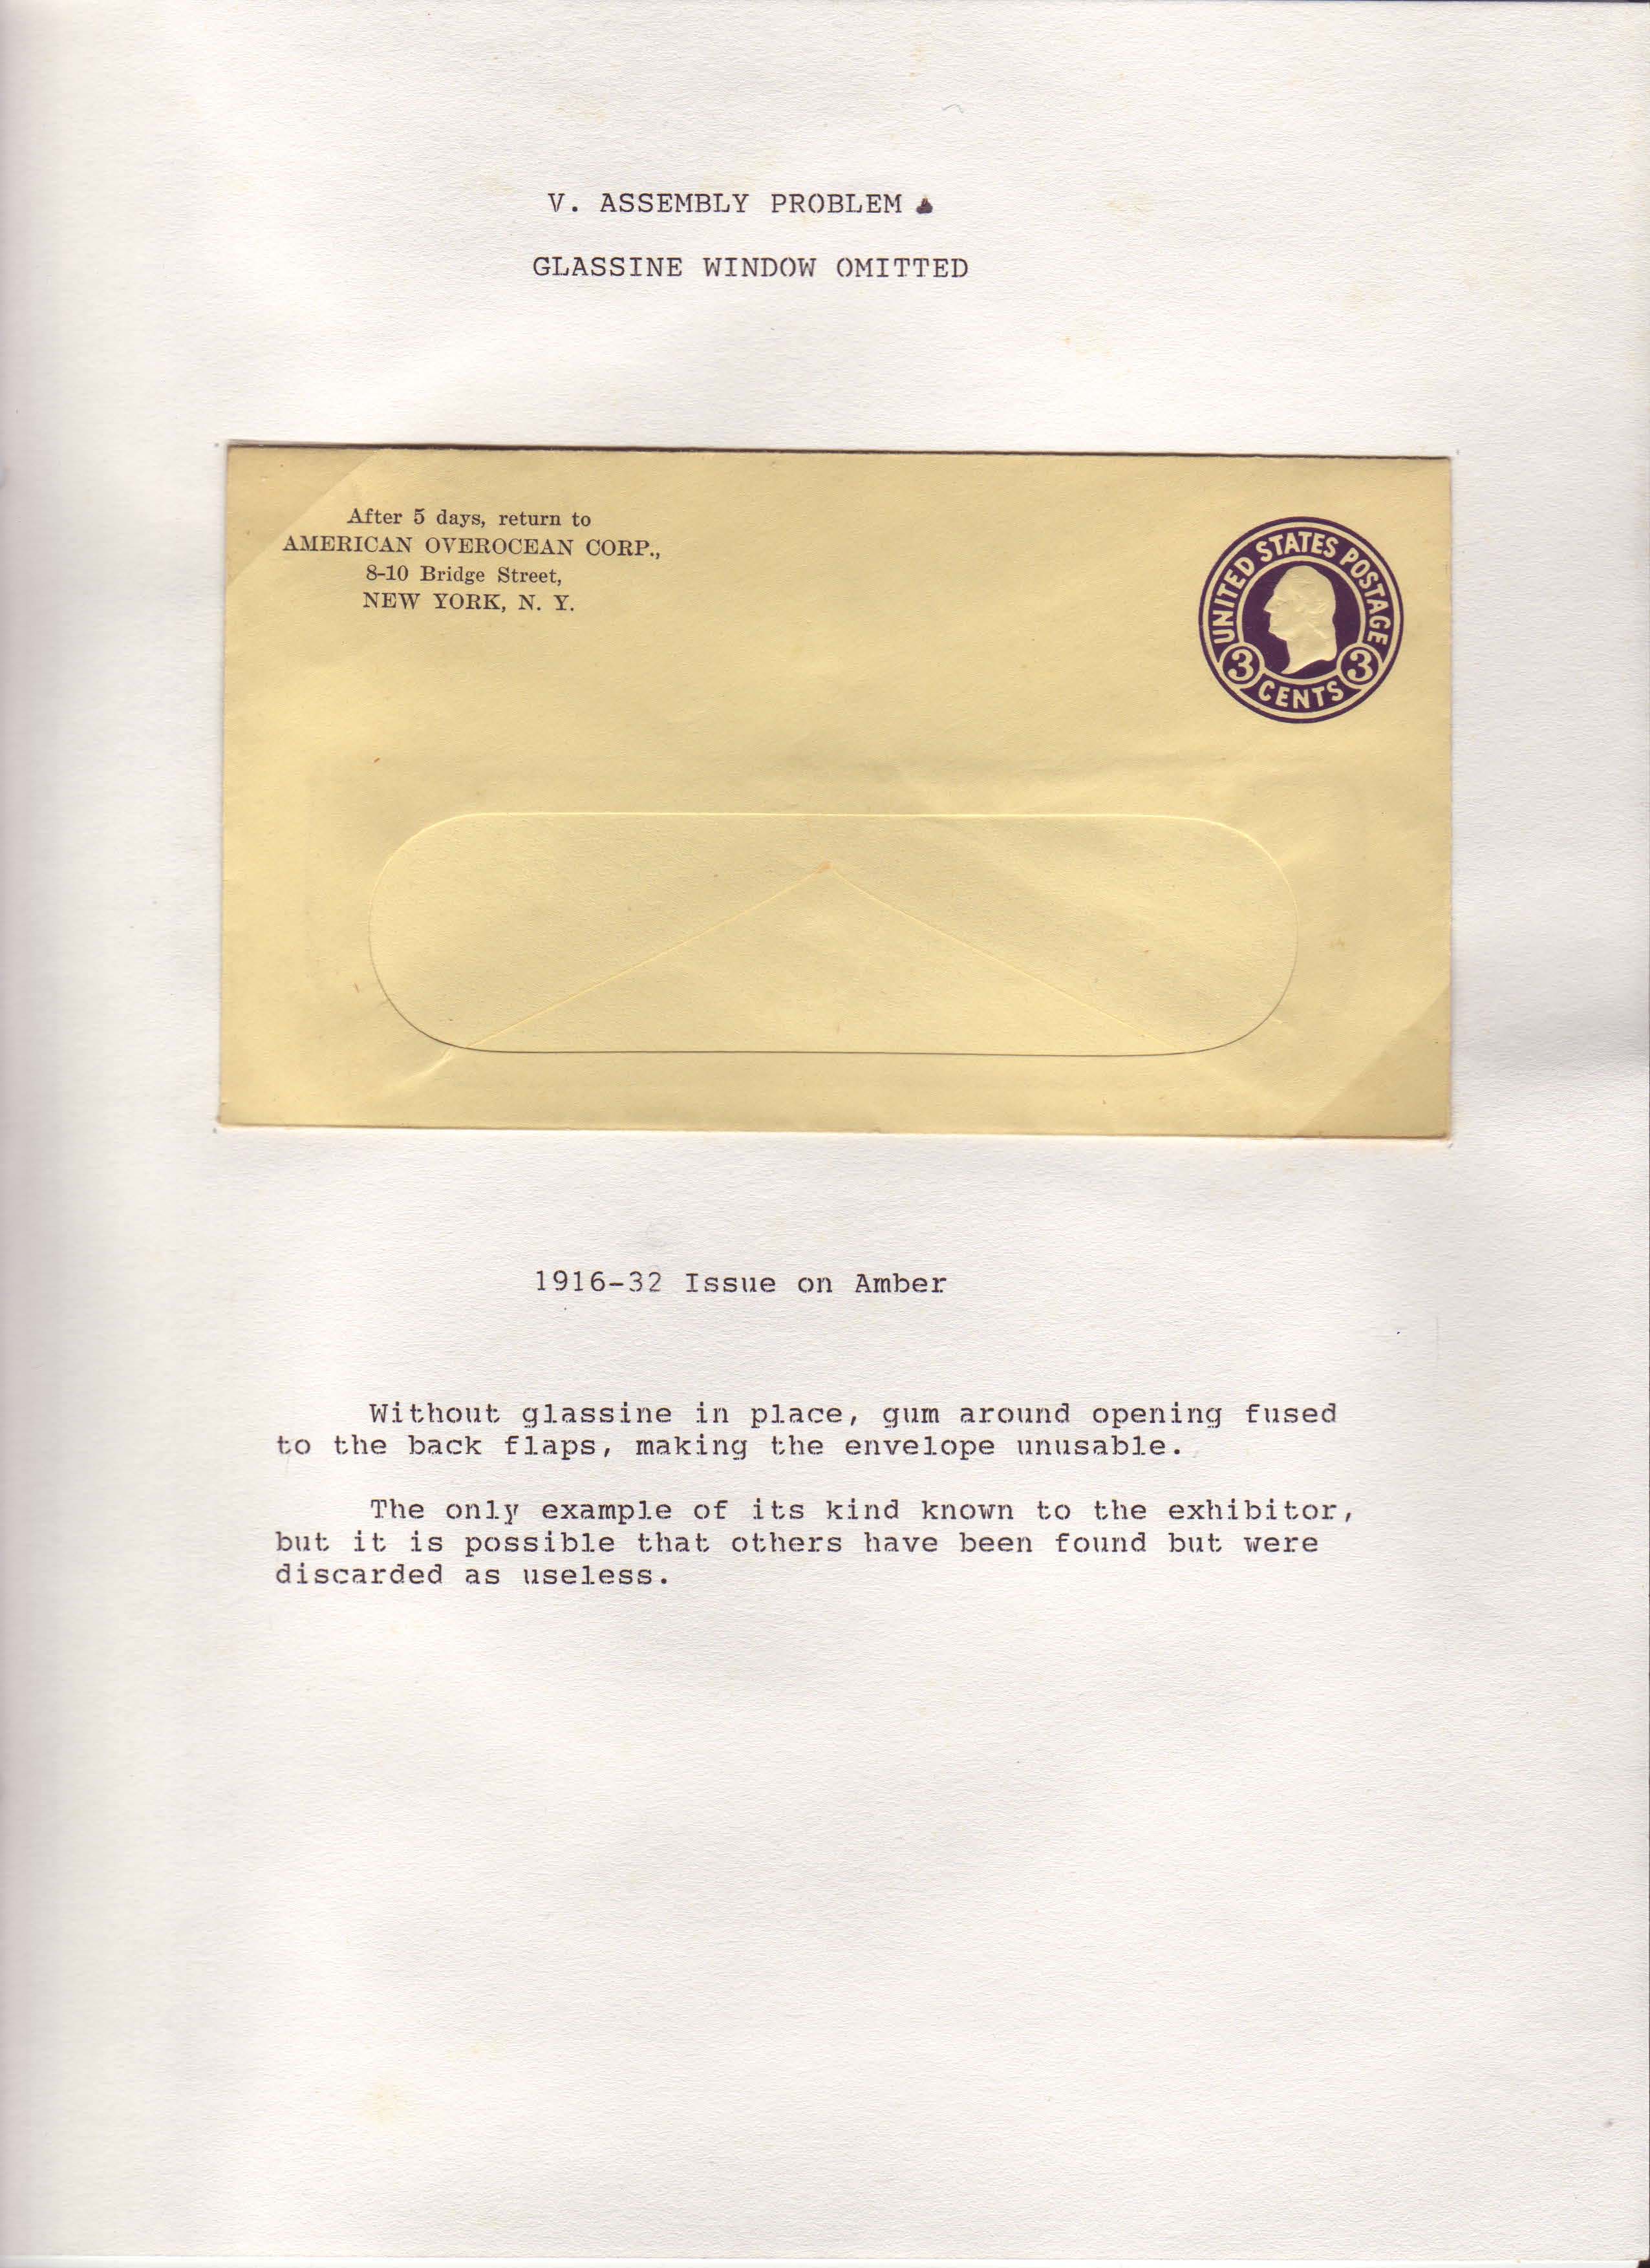 V. ASSEMBLY PROBLEM
GLASSINE WINDOW OMITTED
After 5 days, return to
AMERICAN OVEROCEAN CORP.,
8-10 Bridge Street,
NEW YORK, N. Y.
UNITED STATES POSTAGE
3 CENTS 3
1916-32 Issue on Amber
Without glassine in place, gum around opening fused
to the back flaps, making the envelope unusable.
The only example of its kind known to the exhibitor,
but it is possible that others have been found but were
discarded as useless.